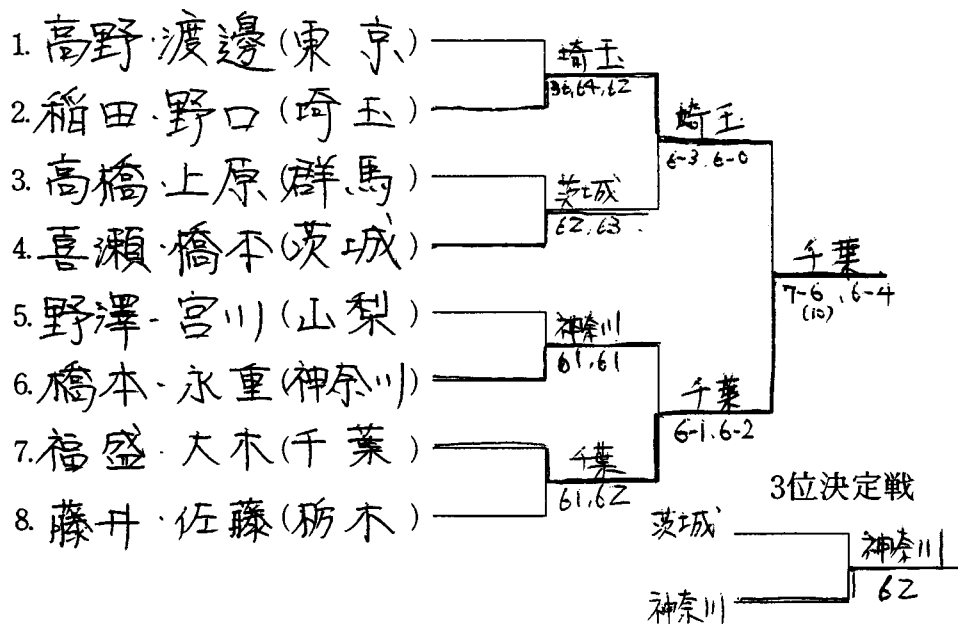 1. 高野・渡邊(東京)
2. 稲田・野口(埼玉)
3. 高橋・上原(群馬)
4. 喜瀬・橋本(茨城)
5. 野澤・宮川(山梨)
6. 橋本・永重(神奈川)
7. 福盛・大木(千葉)
8. 藤井・佐藤(栃木)
埼玉
36,64,62
茨城
62,63
神奈川
61,61
千葉
61,62
埼玉
6-3,6-0
千葉
6-1,6-2
千葉
7-6,6-4
(10)
3位決定戦
茨城
神奈川
神奈川
62